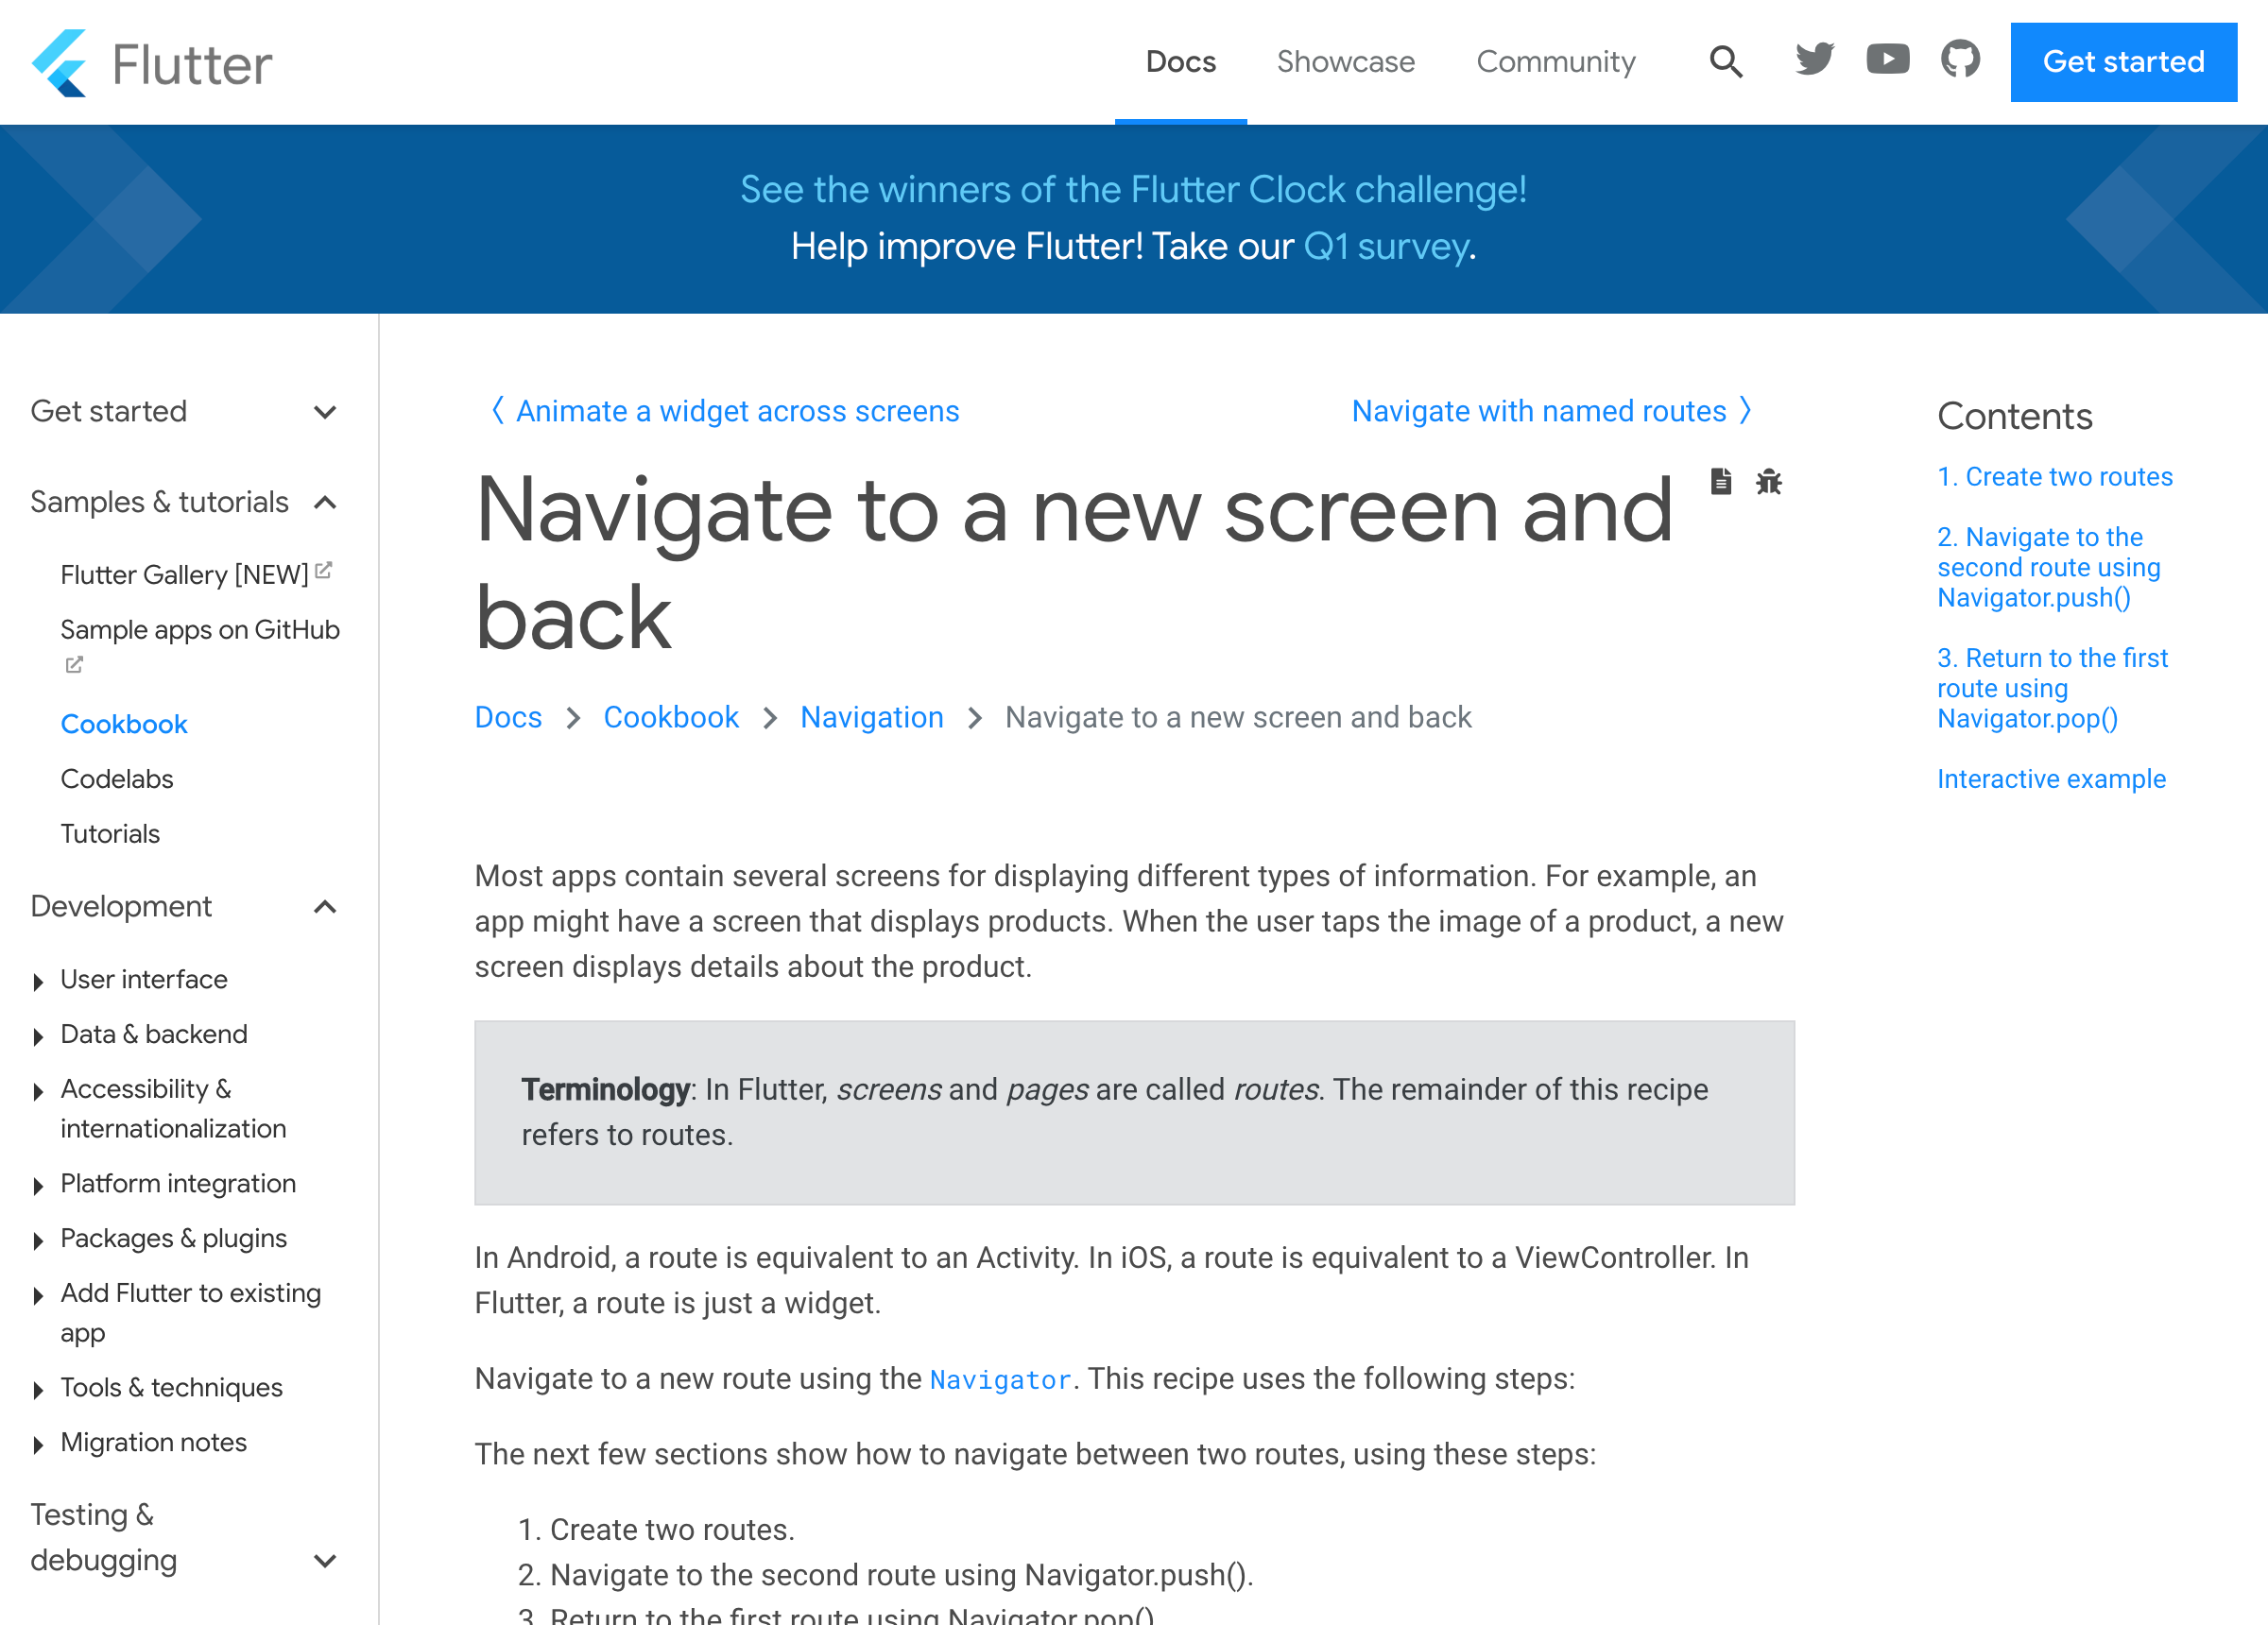 Flutter
Docs
Showcase
Community
Get started
See the winners of the Flutter Clock challenge!
Help improve Flutter! Take our Q1 survey.
Get started
Samples & tutorials
Flutter Gallery [NEW]
Sample apps on GitHub
Cookbook
Codelabs
Tutorials
Development
User interface
Data & backend
Accessibility &
internationalization
Platform integration
Packages & plugins
Add Flutter to existing
app
Tools & techniques
Migration notes
Testing &
debugging
〈 Animate a widget across screens
Navigate with named routes 〉
Navigate to a new screen and
back
Docs > Cookbook > Navigation > Navigate to a new screen and back
Most apps contain several screens for displaying different types of information. For example, an
app might have a screen that displays products. When the user taps the image of a product, a new
screen displays details about the product.
Terminology: In Flutter, screens and pages are called routes. The remainder of this recipe
refers to routes.
In Android, a route is equivalent to an Activity. In iOS, a route is equivalent to a ViewController. In
Flutter, a route is just a widget.
Navigate to a new route using the Navigator. This recipe uses the following steps:
The next few sections show how to navigate between two routes, using these steps:
1. Create two routes.
2. Navigate to the second route using Navigator.push().
3. Return to the first route using Navigator.pop()
Contents
1. Create two routes
2. Navigate to the
second route using
Navigator.push()
3. Return to the first
route using
Navigator.pop()
Interactive example